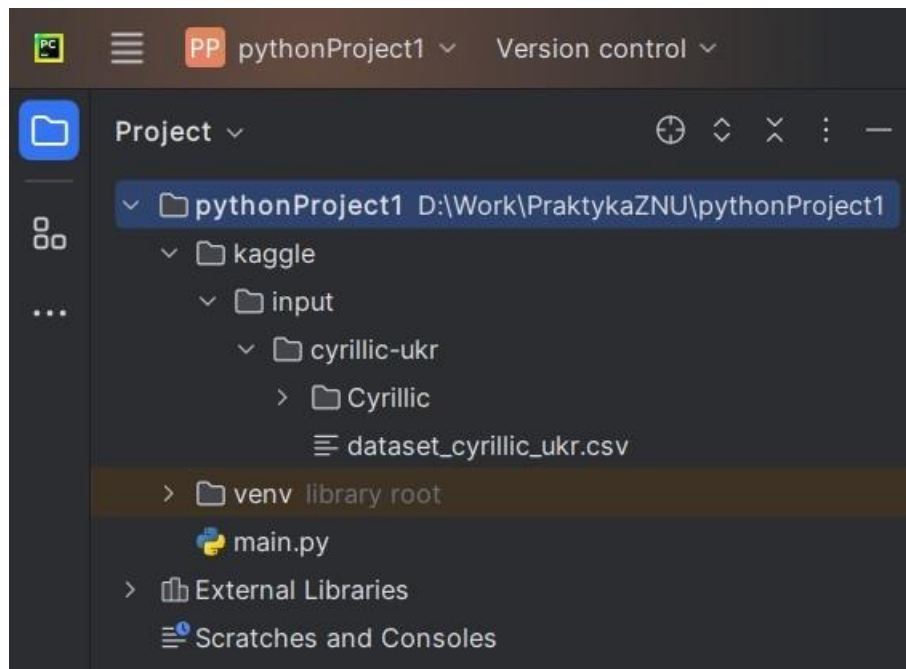 PC
PP pythonProject1 Version control
Project
pythonProject1 D:\Work\PraktykaZNU\pythonProject1
kaggle
input
cyrillic-ukr
Cyrillic
dataset_cyrillic_ukr.csv
venv library root
main.py
External Libraries
Scratches and Consoles